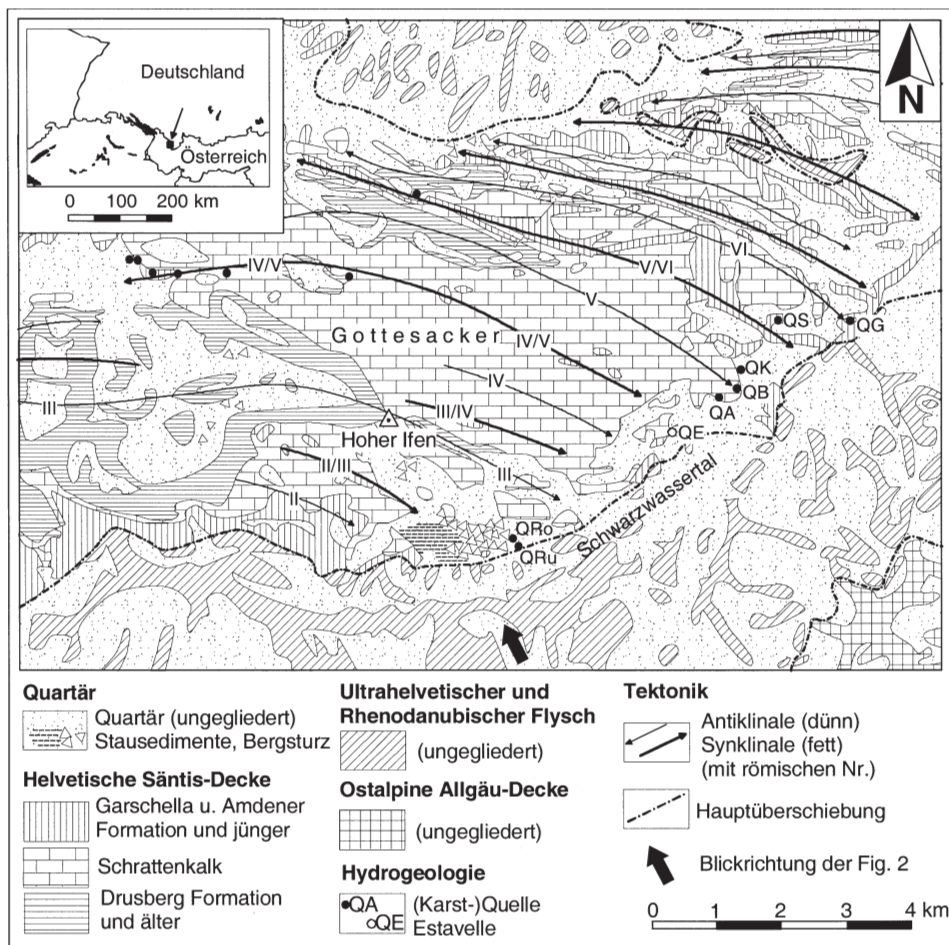 Deutschland
Österreich
0 100 200 km
N
VI
V/VI
IV/V
V
QS
QG
Gottesacker
IV/V
QK
IV
QB
QA
III
III/IV
Hoher Ifen
QE
II/III
III
II
QRo
QRu
Schwarzwassertal
Quartär
Quartär (ungegliedert)
Stausedimente, Bergsturz
Helvetische Säntis-Decke
Garschella u. Amdener
Formation und jünger
Schrattenkalk
Drusberg Formation
und älter
Ultrahelvetischer und
Rhenodanubischer Flysch
(ungegliedert)
Ostalpine Allgäu-Decke
(ungegliedert)
Hydrogeologie
QA (Karst-)Quelle
QE Estavelle
Tektonik
Antiklinale (dünn)
Synklinale (fett)
(mit römischen Nr.)
Hauptüberschiebung
Blickrichtung der Fig. 2
0 1 2 3 4 km